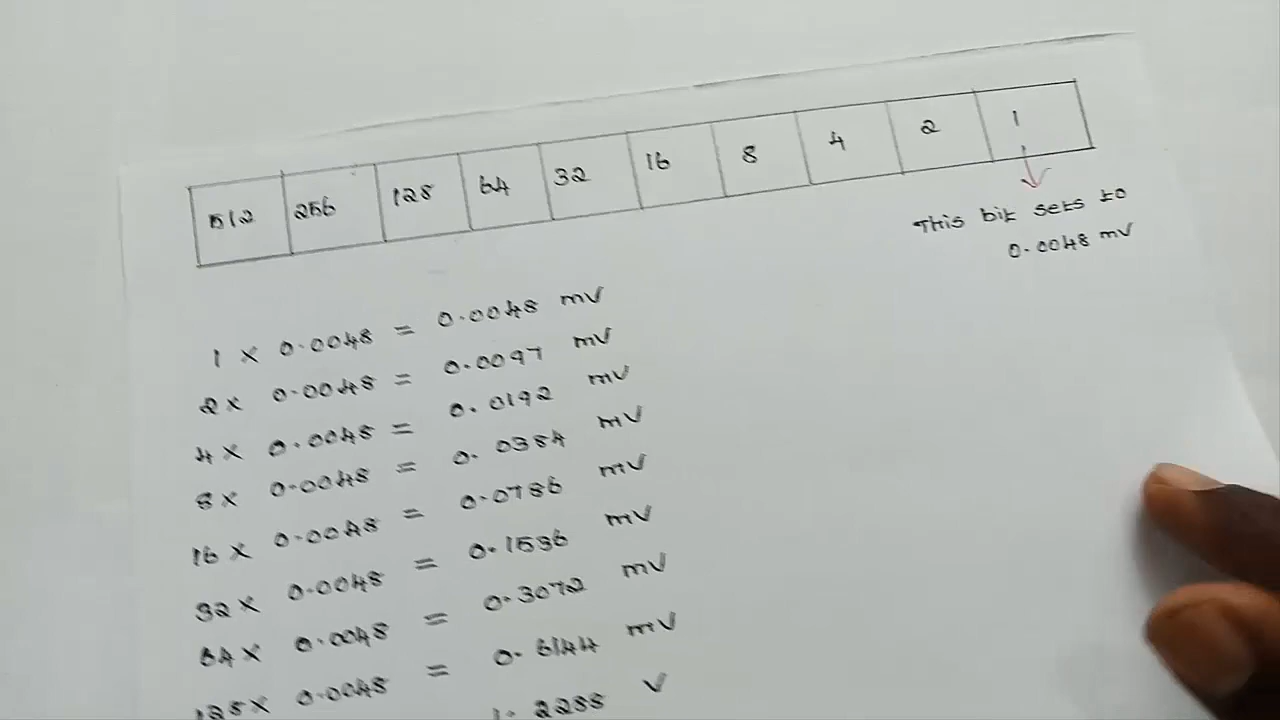 512 256 128 64 32 16 8 4 2 1
This bit sets to
0.0048 mV
1 x 0.0048 = 0.0048 mV
2 x 0.0048 = 0.0097 mV
4 x 0.0048 = 0.0192 mV
8 x 0.0048 = 0.0384 mV
16 x 0.0048 = 0.0786 mV
32 x 0.0048 = 0.1536 mV
64 x 0.0048 = 0.3072 mV
128 x 0.0048 = 0.6144 mV
1.2288 V